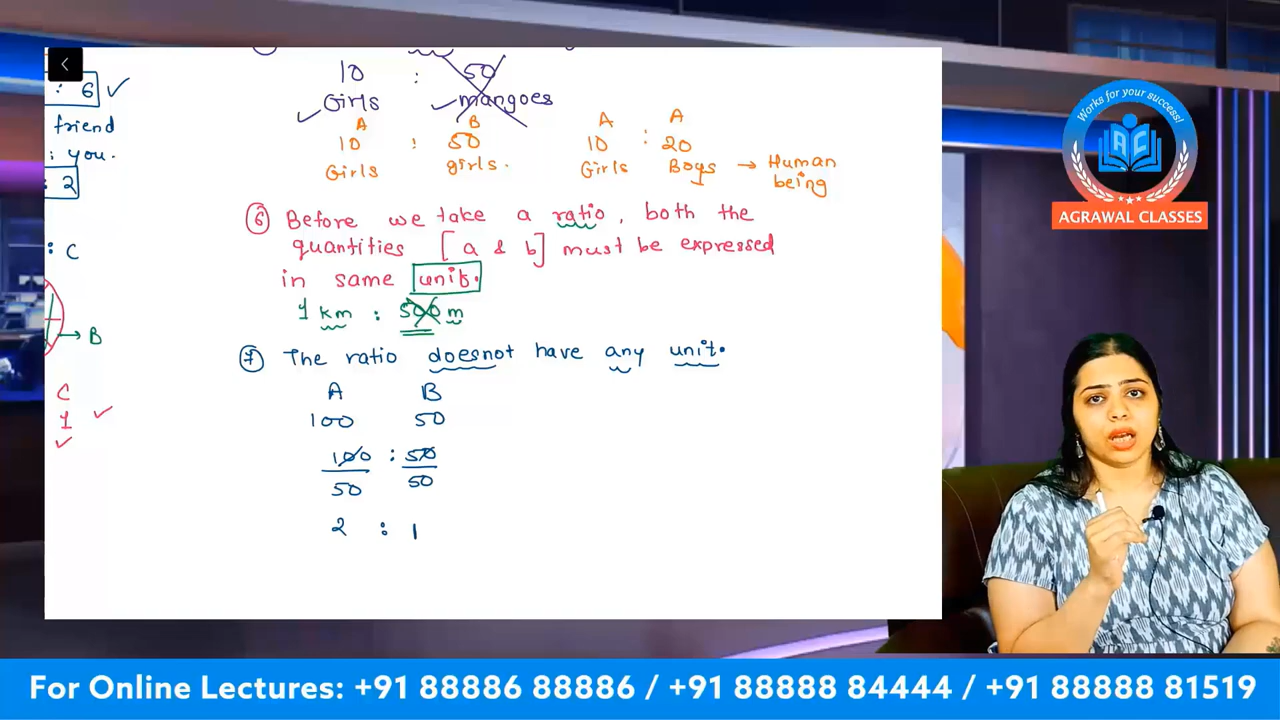 10 : 50
Girls mangoes
A B
10 : 50
Girls girls.
A A
10 : 20
Girls Boys → Human
being
⑥ Before we take a ratio, both the
quantities [a & b] must be expressed
in same unit.
1 km : 500 m
⑦ The ratio doesnot have any unit.
A B
100 50
100 : 50
50 50
2 : 1
: 6
friend
: you.
: 2
: C
→ B
C
1
Works for your success!
AC
AGRAWAL CLASSES
For Online Lectures: +91 88886 88886 / +91 88888 84444 / +91 88888 81519